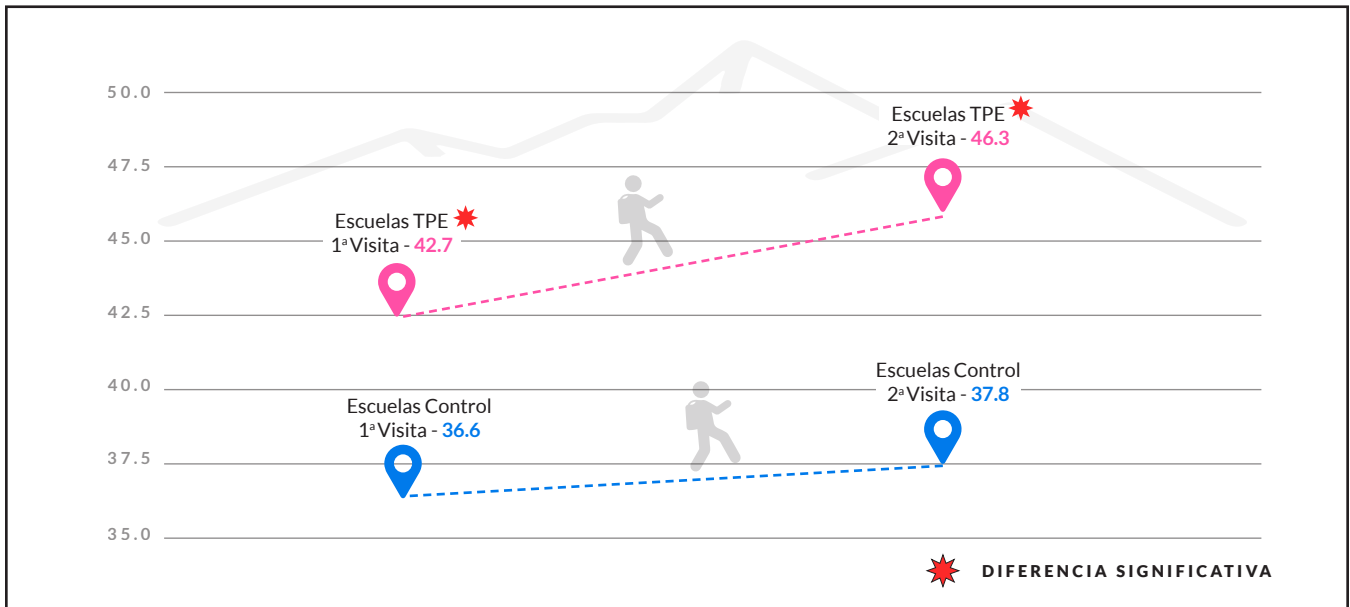 50.0
Escuelas TPE
2ª Visita - 46.3
47.5
Escuelas TPE
1ª Visita - 42.7
45.0
42.5
Escuelas Control
2ª Visita - 37.8
40.0
Escuelas Control
1ª Visita - 36.6
37.5
35.0
DIFERENCIA SIGNIFICATIVA